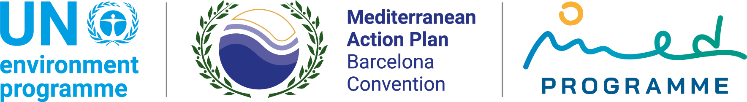 UN
environment
programme
Mediterranean
Action Plan
Barcelona
Convention
med
PROGRAMME